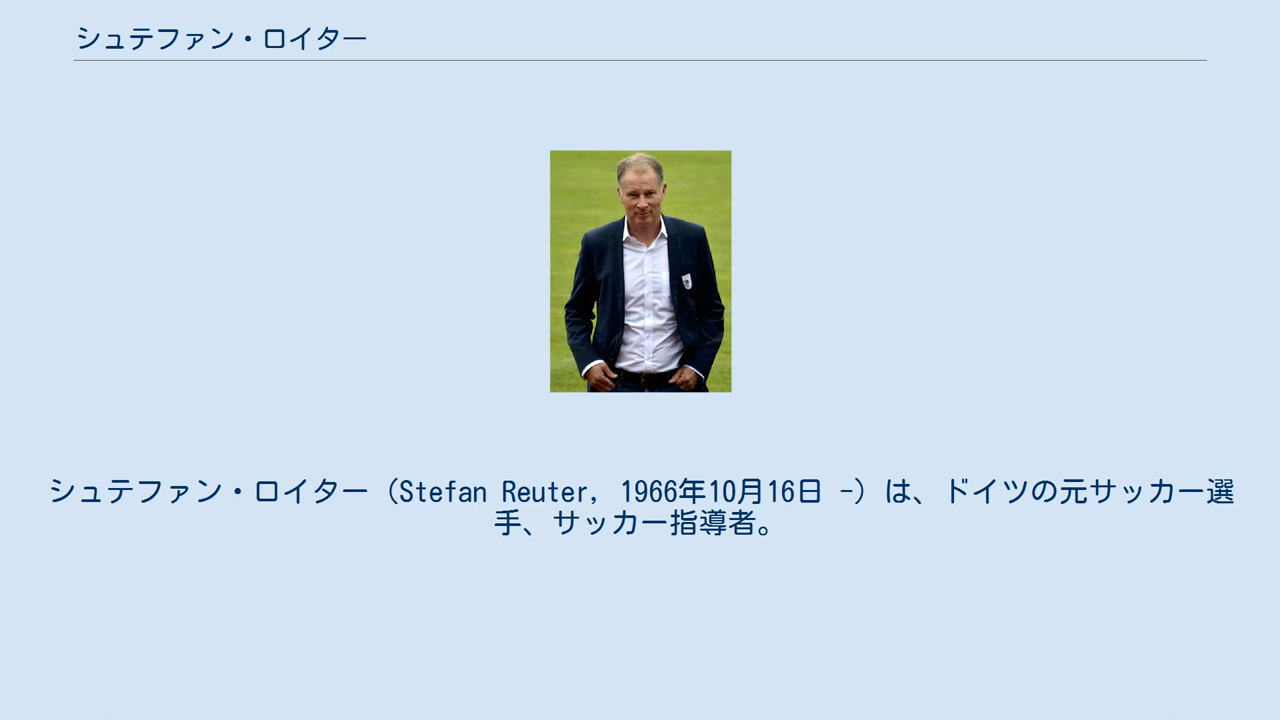 シュテファン・ロイター
シュテファン・ロイター（Stefan Reuter, 1966年10月16日 -）は、ドイツの元サッカー選
手、サッカー指導者。